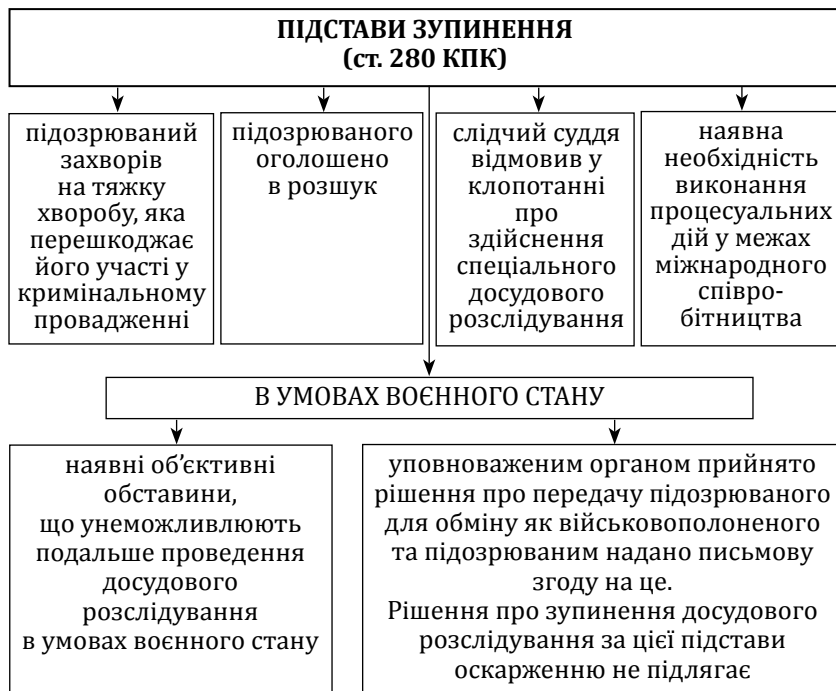 ПІДСТАВИ ЗУПИНЕННЯ
(ст. 280 КПК)
підозрюваний
захворів
на тяжку
хворобу, яка
перешкоджає
його участі у
кримінальному
провадженні
підозрюваного
оголошено
в розшук
слідчий суддя
відмовив у
клопотанні
про
здійснення
спеціального
досудового
розслідування
наявна
необхідність
виконання
процесуальних
дій у межах
міжнародного
співро-
бітництва
В УМОВАХ ВОЄННОГО СТАНУ
наявні об’єктивні
обставини,
що унеможливлюють
подальше проведення
досудового
розслідування
в умовах воєнного стану
уповноваженим органом прийнято
рішення про передачу підозрюваного
для обміну як військовополоненого
та підозрюваним надано письмову
згоду на це.
Рішення про зупинення досудового
розслідування за цієї підстави
оскарженню не підлягає